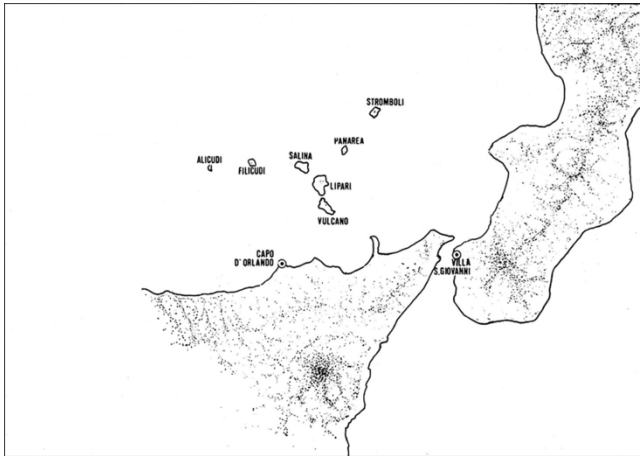 STROMBOLI
PANAREA
SALINA
ALICUDI
FILICUDI
LIPARI
VULCANO
CAPO
D'ORLANDO
VILLA
S.GIOVANNI